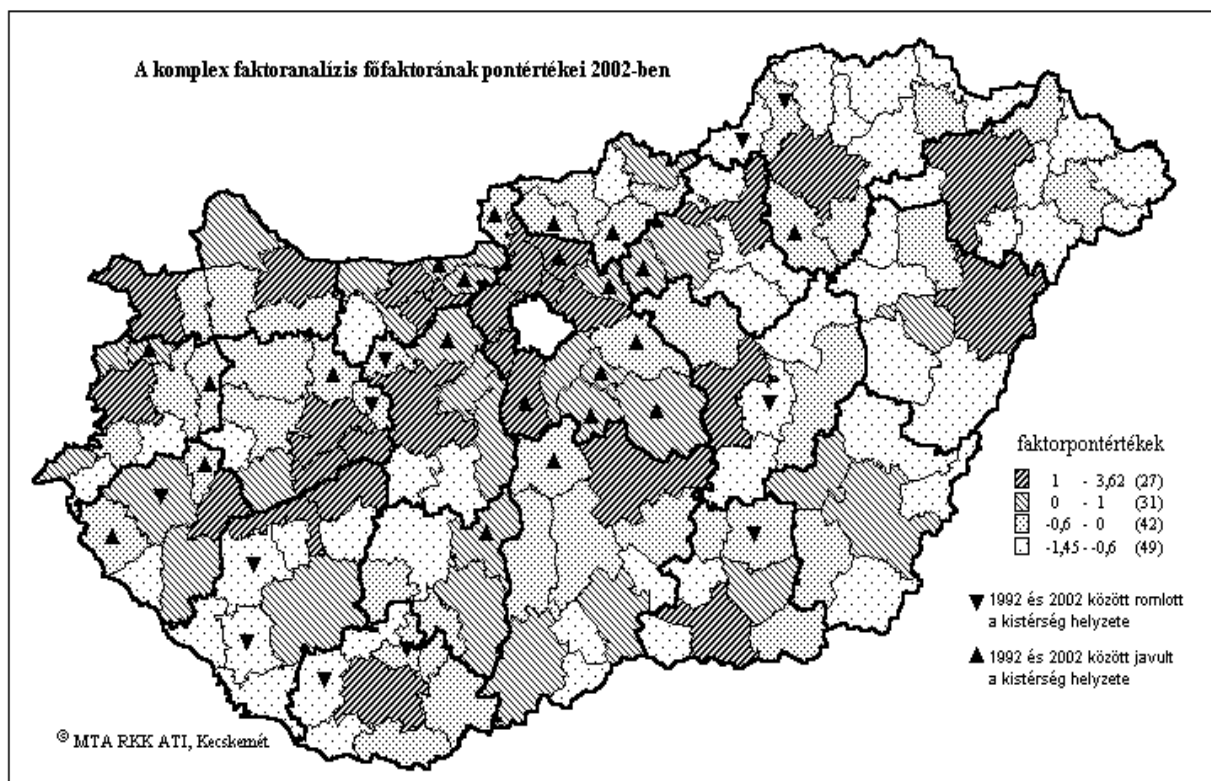 A komplex faktoranalízis főfaktorának pontértékei 2002-ben
faktorpontértékek
1 - 3,62 (27)
0 - 1 (31)
-0,6 - 0 (42)
-1,45 - -0,6 (49)
▼ 1992 és 2002 között romlott
a kistérség helyzete
▲ 1992 és 2002 között javult
a kistérség helyzete
© MTA RKK ATI, Kecskemét